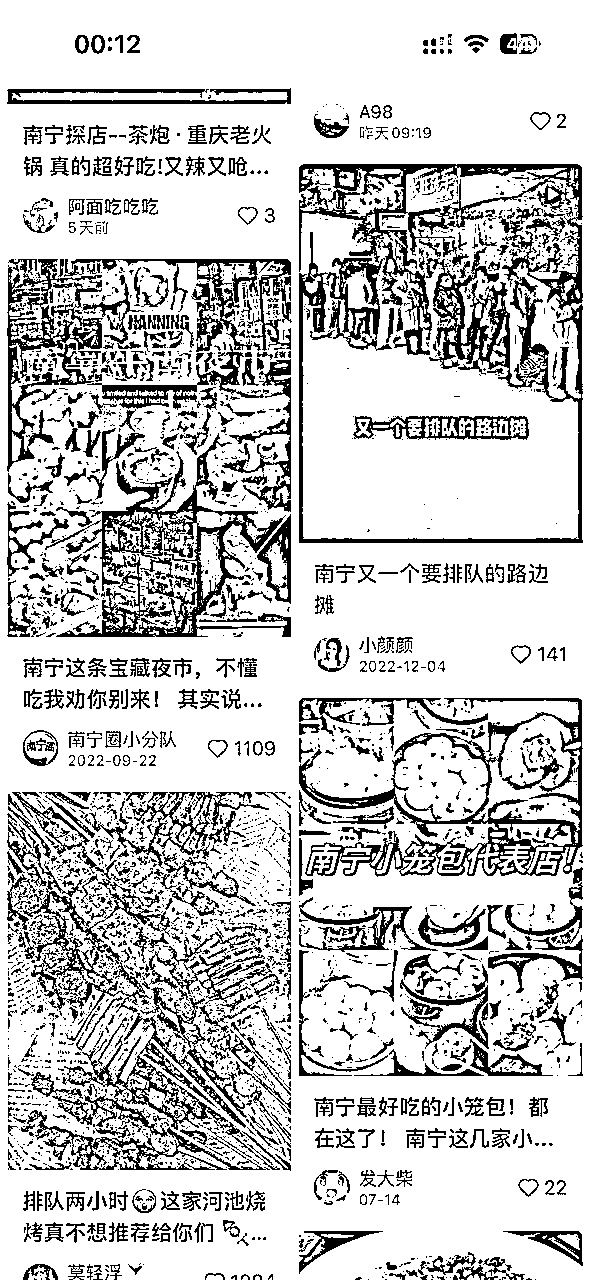 00:12
南宁探店--茶炮·重庆老火
锅 真的超好吃!又辣又呛...
阿面吃吃吃
5天前
3
NANNING
南宁这条宝藏夜市，不懂
吃我劝你别来！ 其实说...
南宁圈小分队
2022-09-22
1109
排队两小时😳这家河池烧
烤真不想推荐给你们 🍢...
莫轻浮
A98
昨天 09:19
2
又一个要排队的路边摊
南宁又一个要排队的路边
摊
小颜颜
2022-12-04
141
南宁小笼包代表店!
南宁最好吃的小笼包！都
在这了！ 南宁这几家小...
发大柴
07-14
22